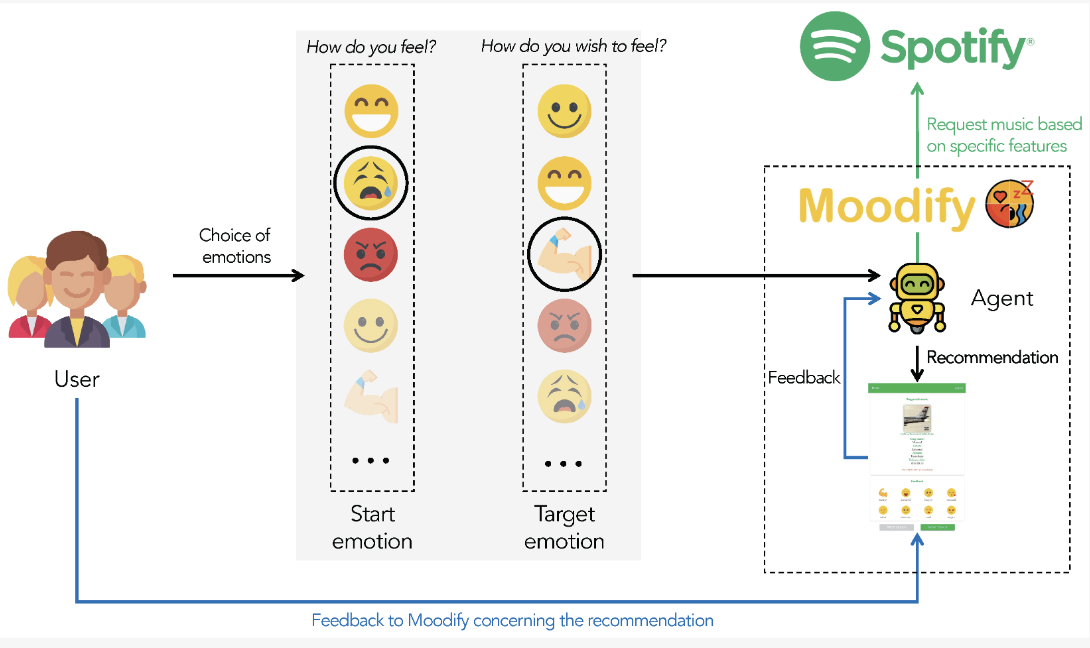 How do you feel?
How do you wish to feel?
Spotify®
Request music based
on specific features
Moodify
Z Z
Choice of
emotions
Agent
Recommendation
User
Feedback
...
...
Start
emotion
Target
emotion
Feedback to Moodify concerning the recommendation